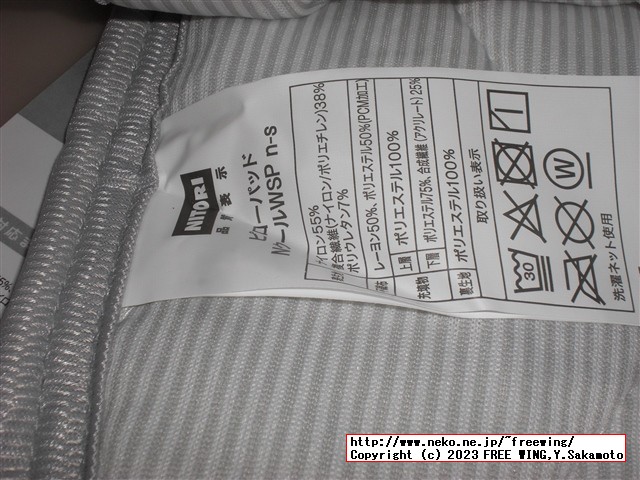 NITORI
品質表示
ピローパッド
NクールWSP n-s
イロン55%
複合繊維(ナイロン/ポリエチレン)38%
ポリウレタン7%
レーヨン50%, ポリエステル50%(PCM加工)
充填物
上層
ポリエステル100%
下層
ポリエステル75%, 合成繊維(アクリレート)25%
裏生地
ポリエステル100%
取り扱い表示
30
W
洗濯ネット使用
http://www.neko.ne.jp/~freewing/
Copyright (c) 2023 FREE WING,Y.Sakamoto